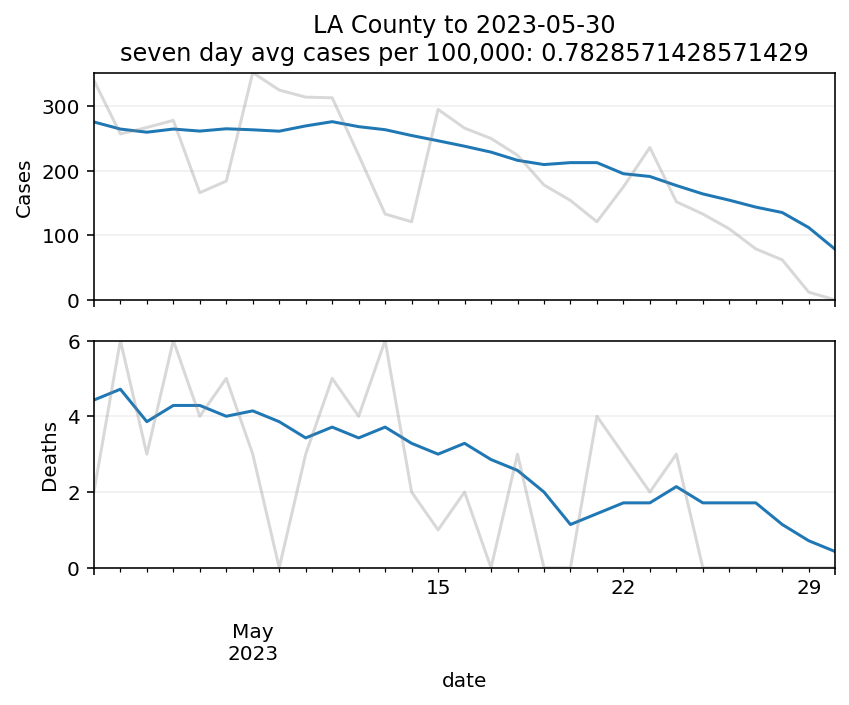 LA County to 2023-05-30
seven day avg cases per 100,000: 0.7828571428571429
300
200
100
0
Cases
6
4
2
0
Deaths
15 22 29
May
2023
date